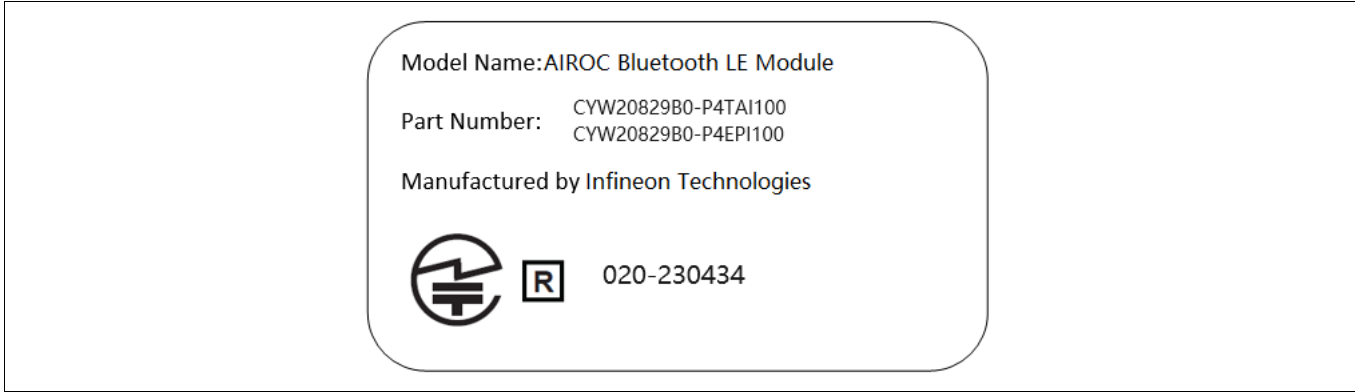 Model Name:AIROC Bluetooth LE Module
Part Number:
CYW20829B0-P4TAI100
CYW20829B0-P4EPI100
Manufactured by Infineon Technologies
R 020-230434